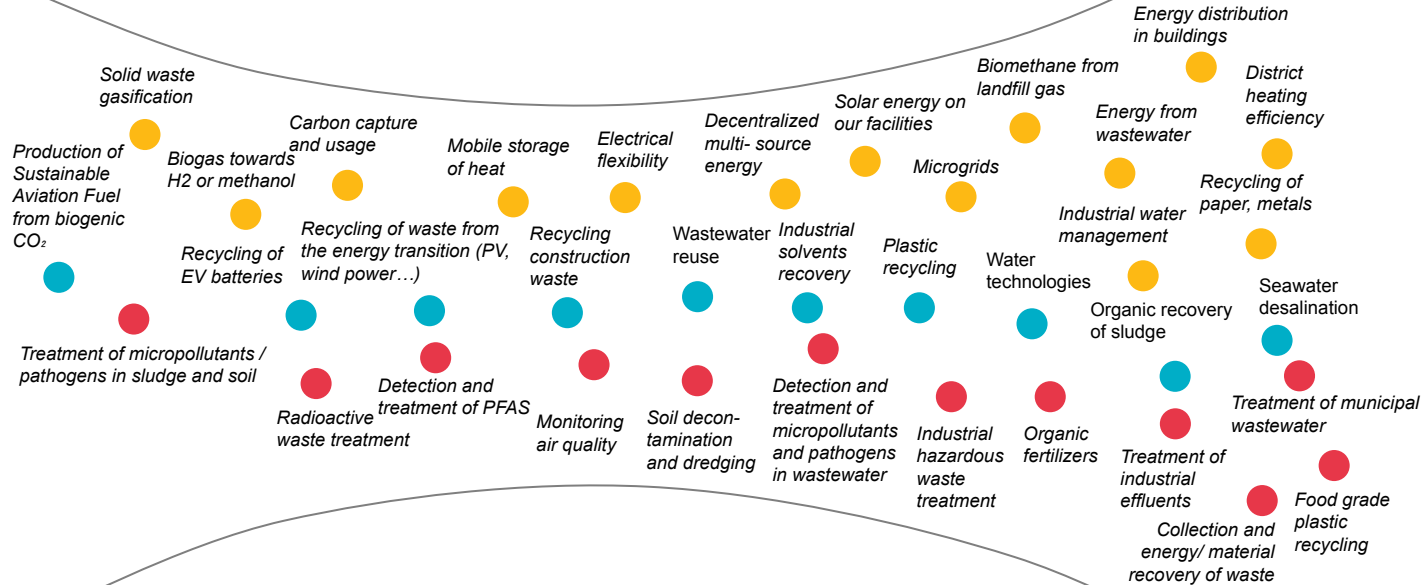 Energy distribution
in buildings
Solid waste
gasification
Biomethane from
landfill gas
District
heating
efficiency
Solar energy on
our facilities
Energy from
wastewater
Carbon capture
and usage
Decentralized
multi- source
energy
Electrical
flexibility
Mobile storage
of heat
Production of
Sustainable
Aviation Fuel
from biogenic
CO₂
Biogas towards
H2 or methanol
Microgrids
Recycling of
paper, metals
Industrial water
management
Recycling of
EV batteries
Recycling of waste from
the energy transition (PV,
wind power…)
Recycling
construction
waste
Wastewater
reuse
Industrial
solvents
recovery
Plastic
recycling
Water
technologies
Organic recovery
of sludge
Seawater
desalination
Treatment of micropollutants /
pathogens in sludge and soil
Radioactive
waste treatment
Detection and
treatment of PFAS
Monitoring
air quality
Soil decon-
tamination
and dredging
Detection and
treatment of
micropollutants
and pathogens
in wastewater
Industrial
hazardous
waste
treatment
Organic
fertilizers
Treatment of
industrial
effluents
Treatment of municipal
wastewater
Collection and
energy/ material
recovery of waste
Food grade
plastic
recycling